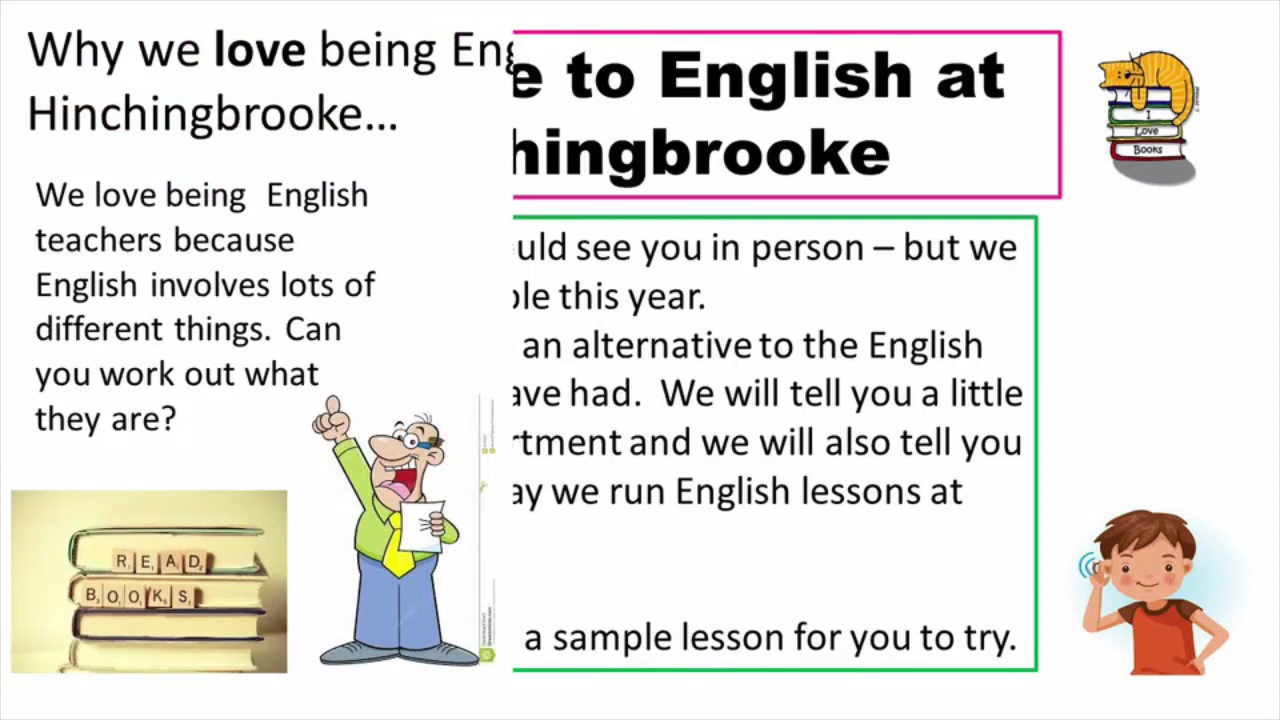 Why we love being Eng
Hinchingbrooke...
We love being English
teachers because
English involves lots of
different things. Can
you work out what
they are?
READ
BOOKS
e to English at
hingbrooke
I
Love
Books
uld see you in person – but we
ple this year.
an alternative to the English
ave had. We will tell you a little
rtment and we will also tell you
ay we run English lessons at
a sample lesson for you to try.